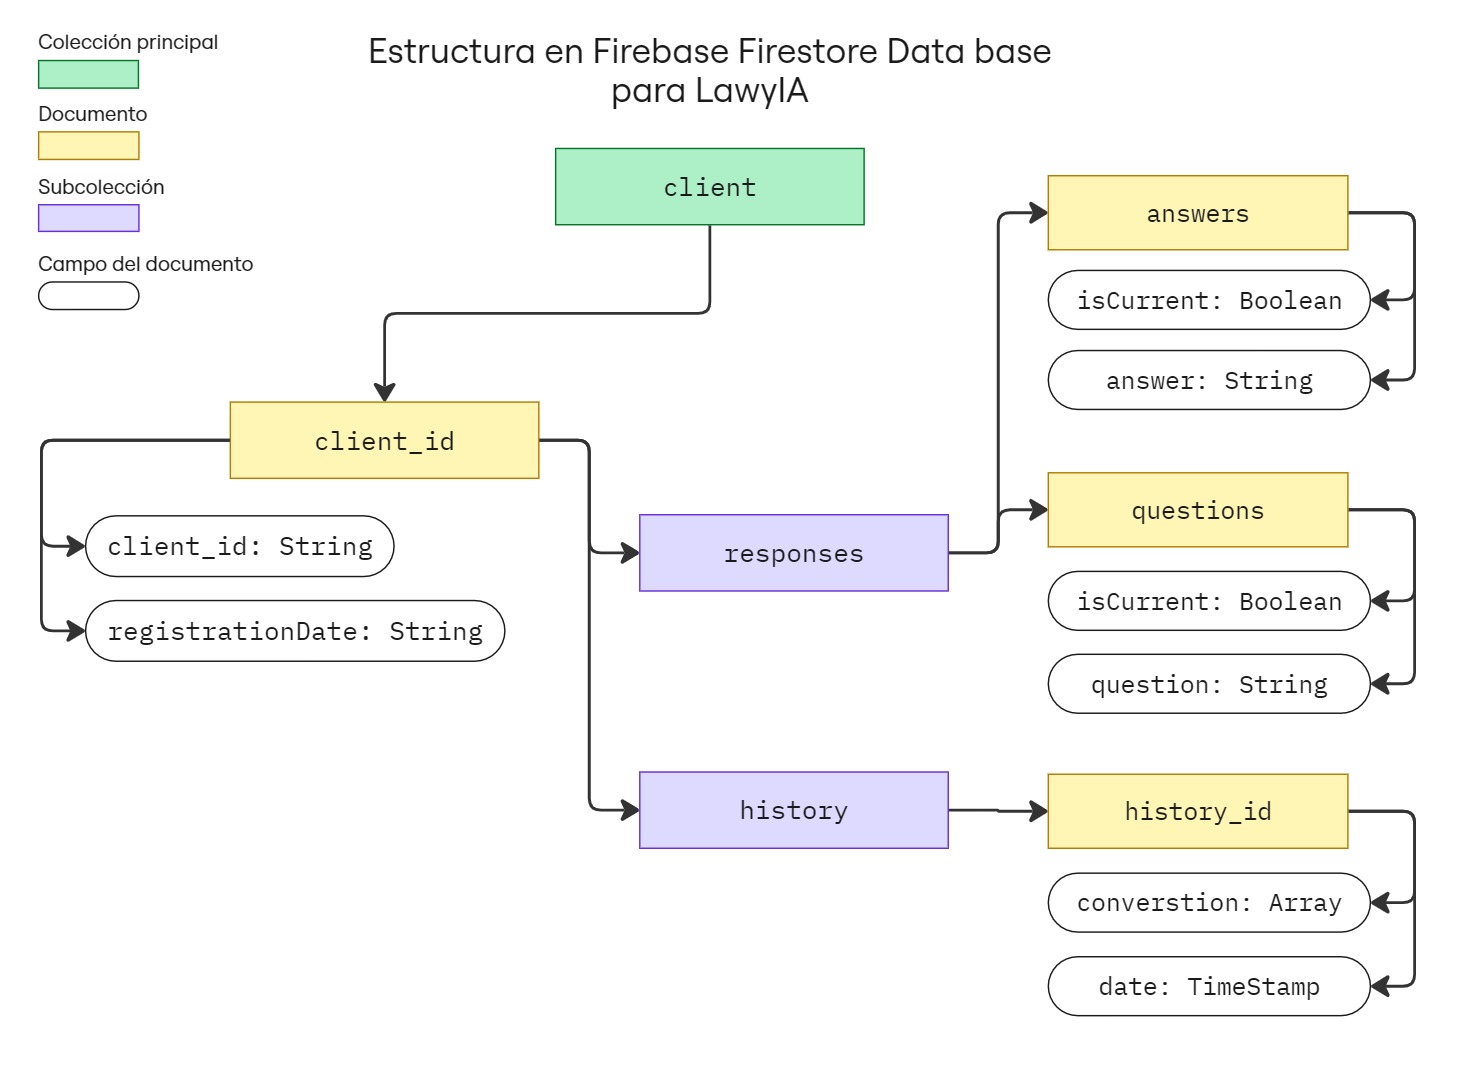 Colección principal
Documento
Subcolección
Campo del documento
Estructura en Firebase Firestore Data base
para LawyIA
client
client_id
client_id: String
registrationDate: String
responses
history
answers
isCurrent: Boolean
answer: String
questions
isCurrent: Boolean
question: String
history_id
converstion: Array
date: TimeStamp